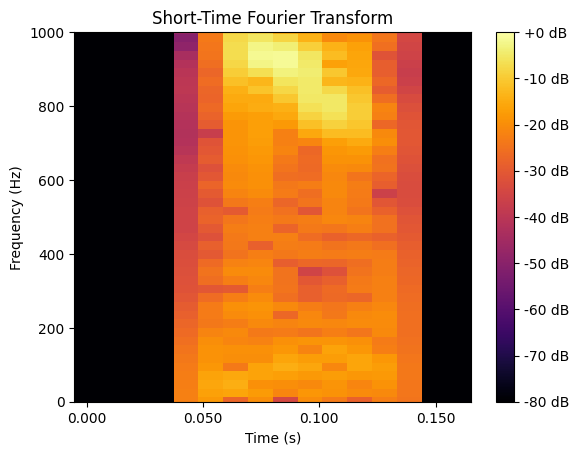 Short-Time Fourier Transform
1000
800
600
400
200
0
Frequency (Hz)
0.000
0.050
0.100
0.150
Time (s)
+0 dB
-10 dB
-20 dB
-30 dB
-40 dB
-50 dB
-60 dB
-70 dB
-80 dB